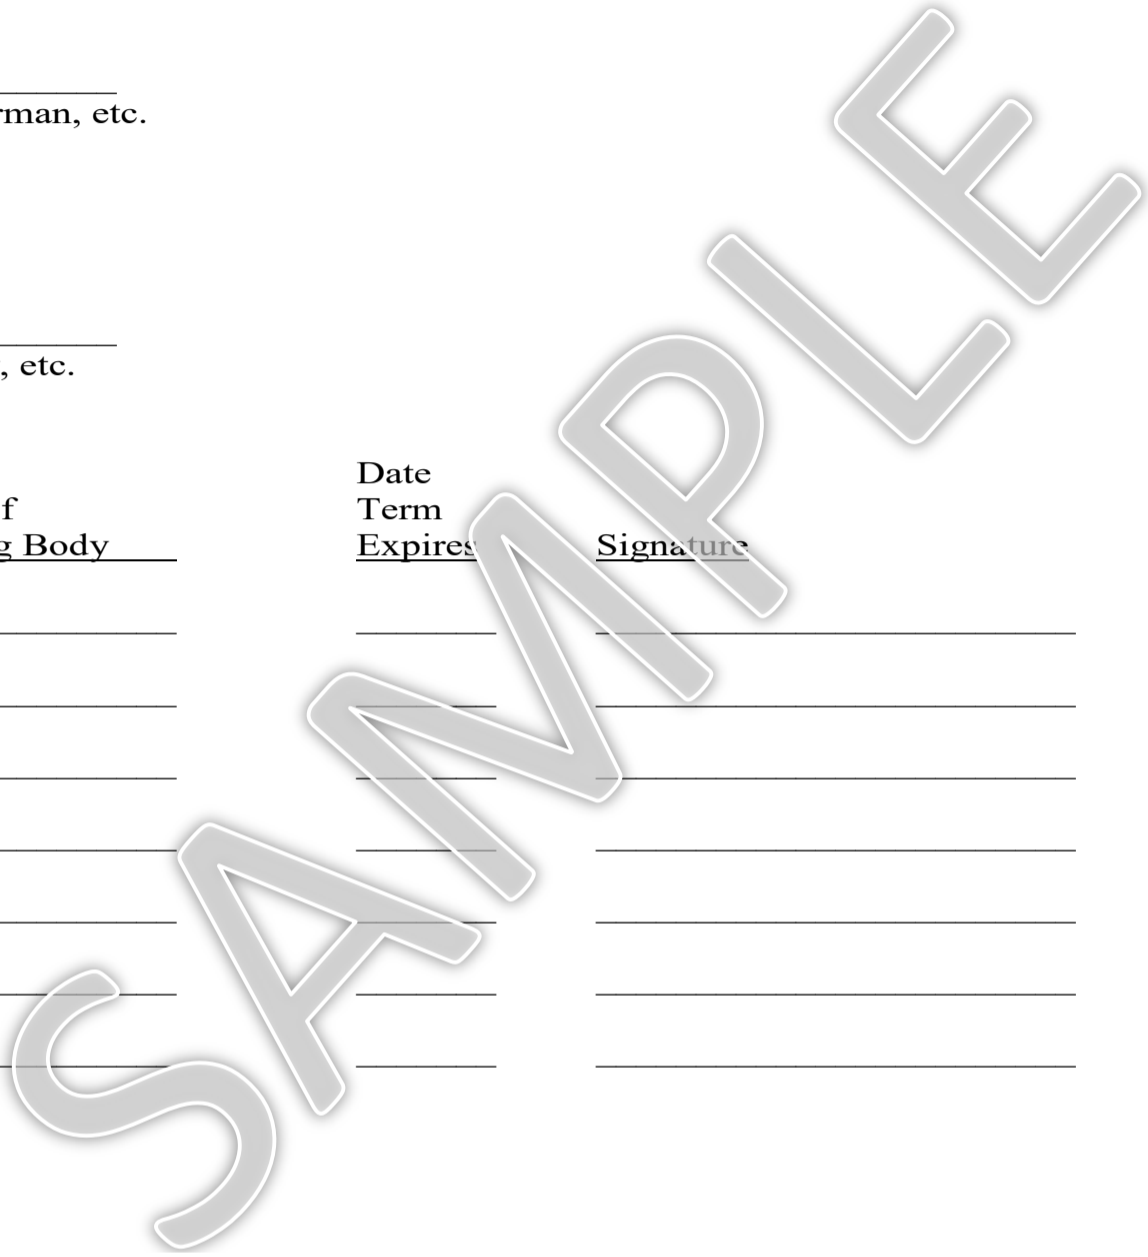 rman, etc.
, etc.
Date
f Term
g Body Expires Signature
SAMPLE